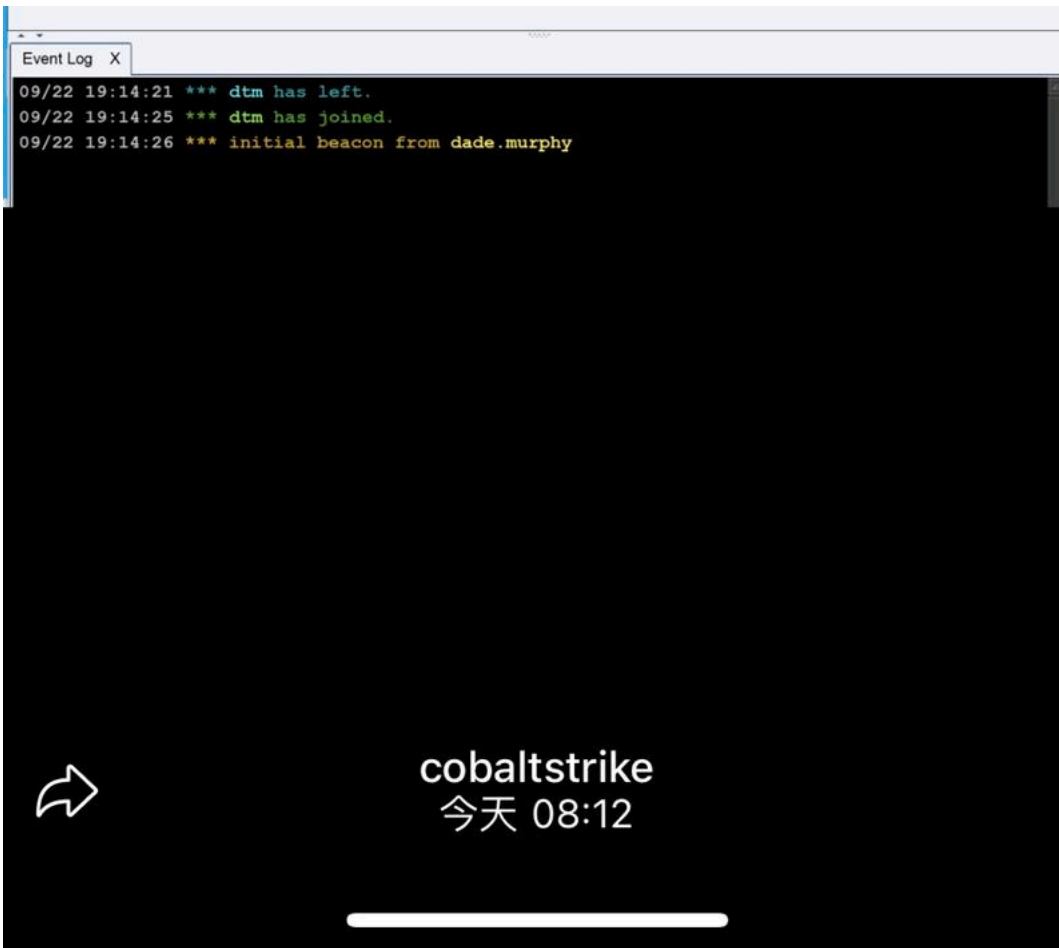 Event Log X
09/22 19:14:21 *** dtm has left.
09/22 19:14:25 *** dtm has joined.
09/22 19:14:26 *** initial beacon from dade.murphy
cobaltstrike
今天 08:12